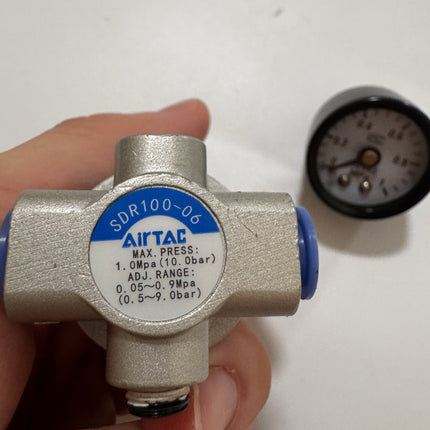 SDR100-06
AirTAC
MAX. PRESS:
1.0Mpa(10.0bar)
ADJ. RANGE:
0.05~0.9Mpa
(0.5~9.0bar)